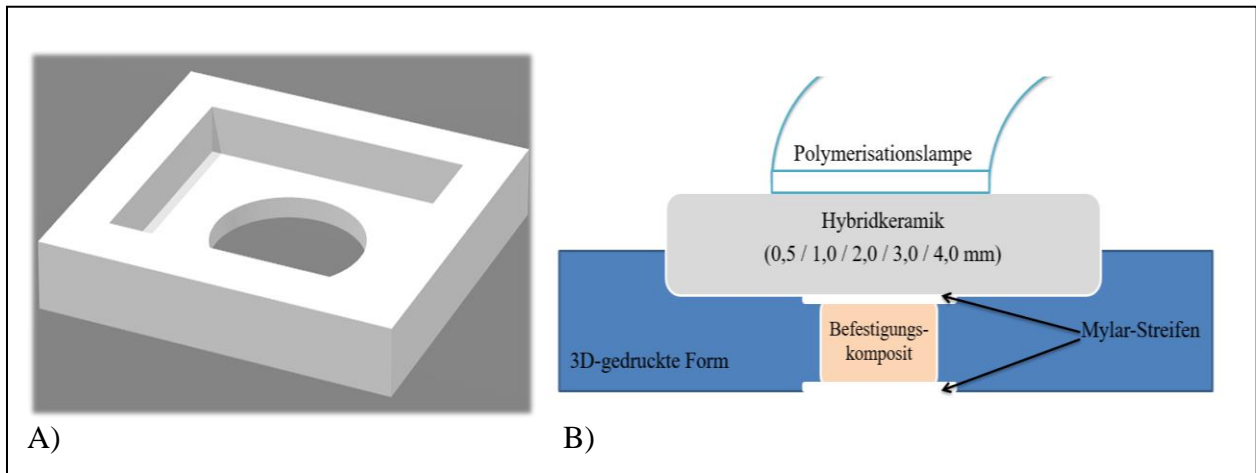 Polymerisationslampe
Hybridkeramik
(0,5 / 1,0 / 2,0 / 3,0 / 4,0 mm)
Befestigungs-
komposit
Mylar-Streifen
3D-gedruckte Form
A)
B)